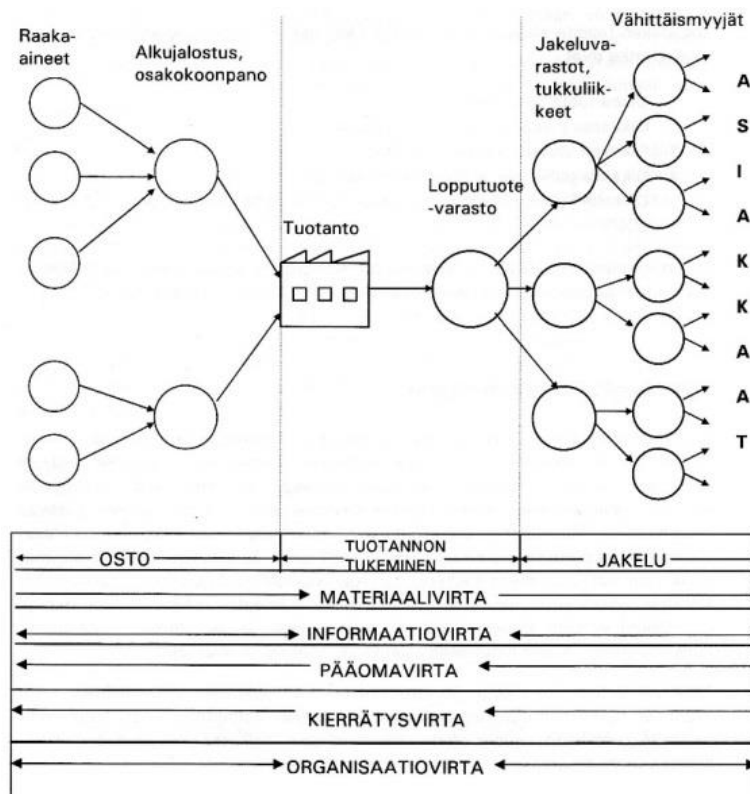 Vähittäismyyjät
Raaka-
aineet
Alkujalostus,
osakokoonpano
Jakeluva-
rastot,
tukkuliik-
keet
Lopputuote
-varasto
Tuotanto
A
S
I
A
K
K
A
A
T
OSTO
TUOTANNON
TUKEMINEN
JAKELU
MATERIAALIVIRTA
INFORMAATIOVIRTA
PÄÄOMAVIRTA
KIERRÄTYSVIRTA
ORGANISAATIOVIRTA